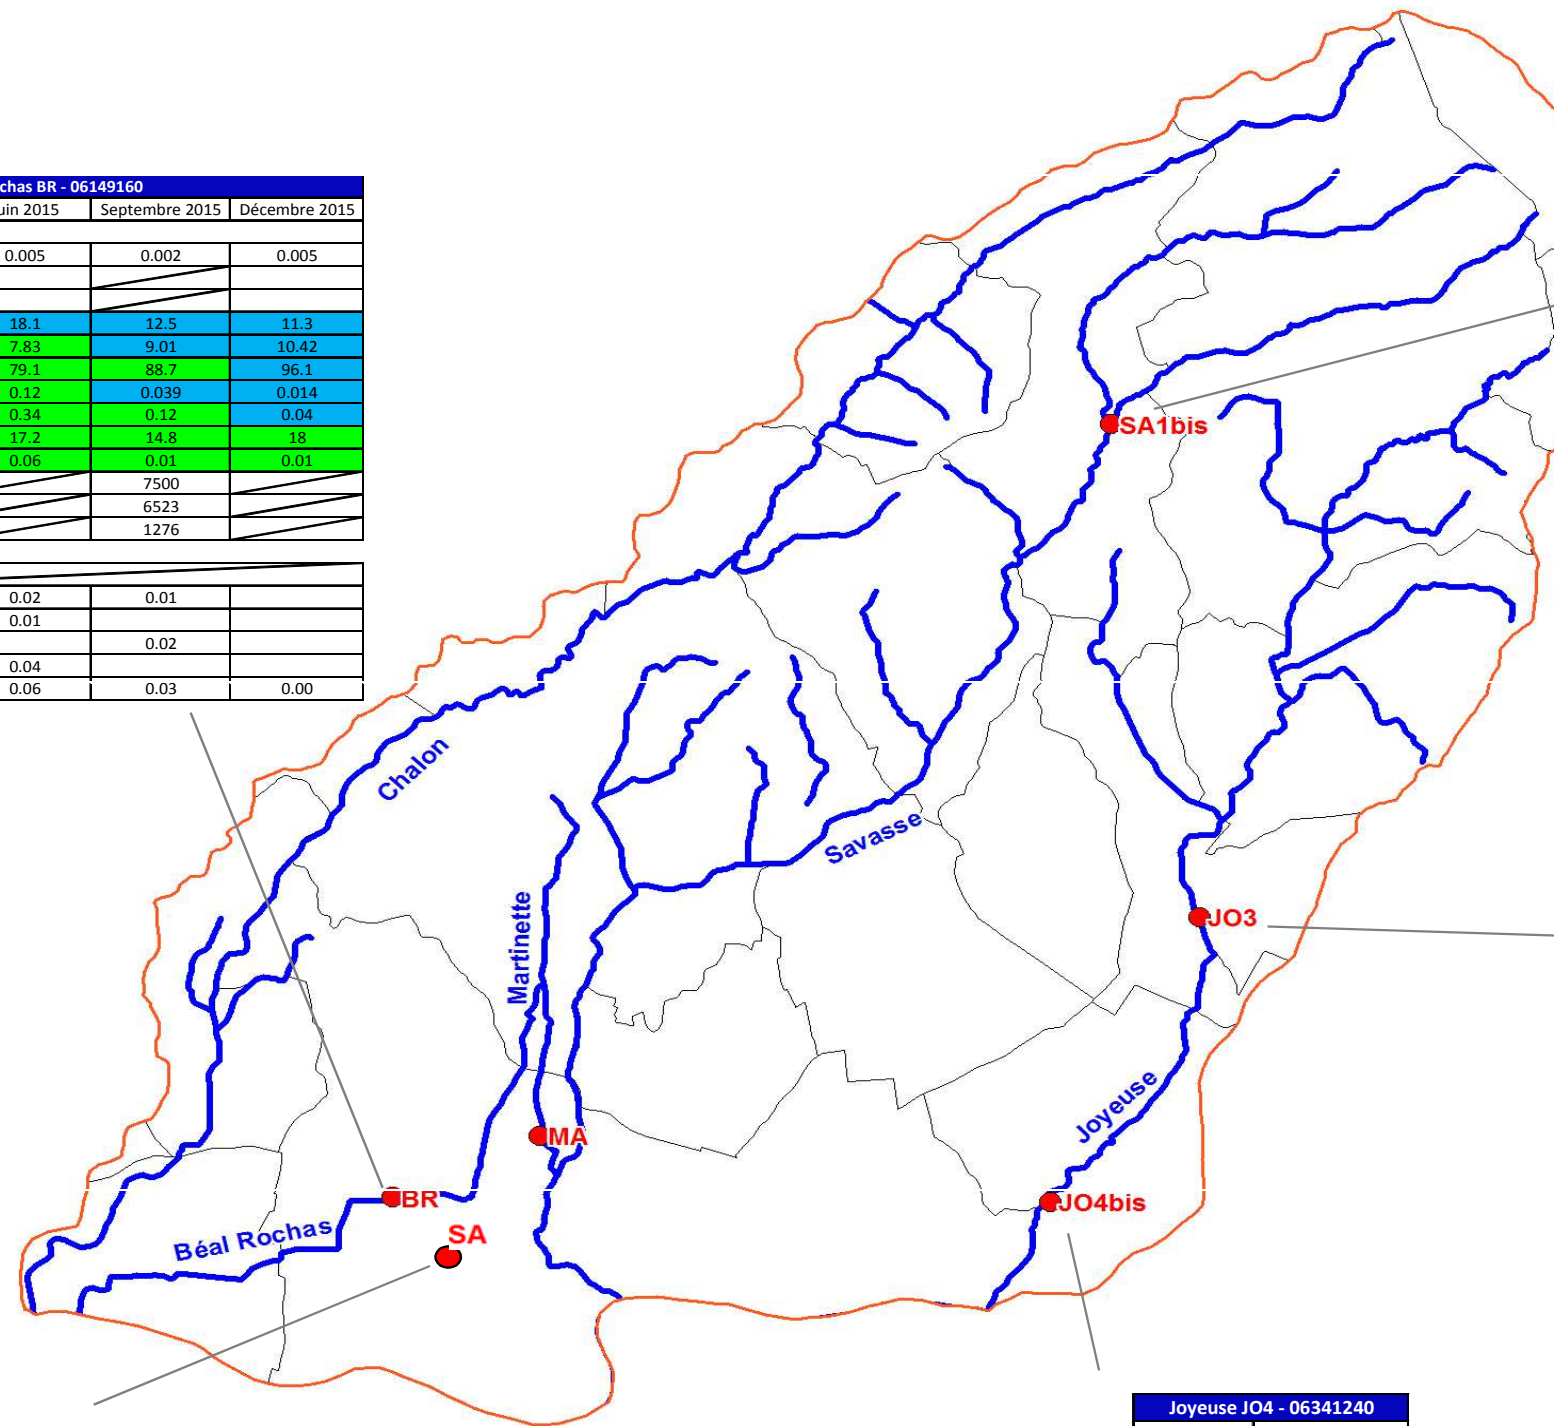 chas BR - 06149160
uin 2015 Septembre 2015 Décembre 2015
0.005 0.002 0.005
18.1 12.5 11.3
7.83 9.01 10.42
79.1 88.7 96.1
0.12 0.039 0.014
0.34 0.12 0.04
17.2 14.8 18
0.06 0.01 0.01
7500
6523
1276
0.02 0.01
0.01
0.02
0.04
0.06 0.03 0.00
SA1bis
Chalon
Savasse
Martinette
JO3
Joyeuse
MA
BR
JO4bis
Béal Rochas
SA
Joyeuse JO4 - 06341240